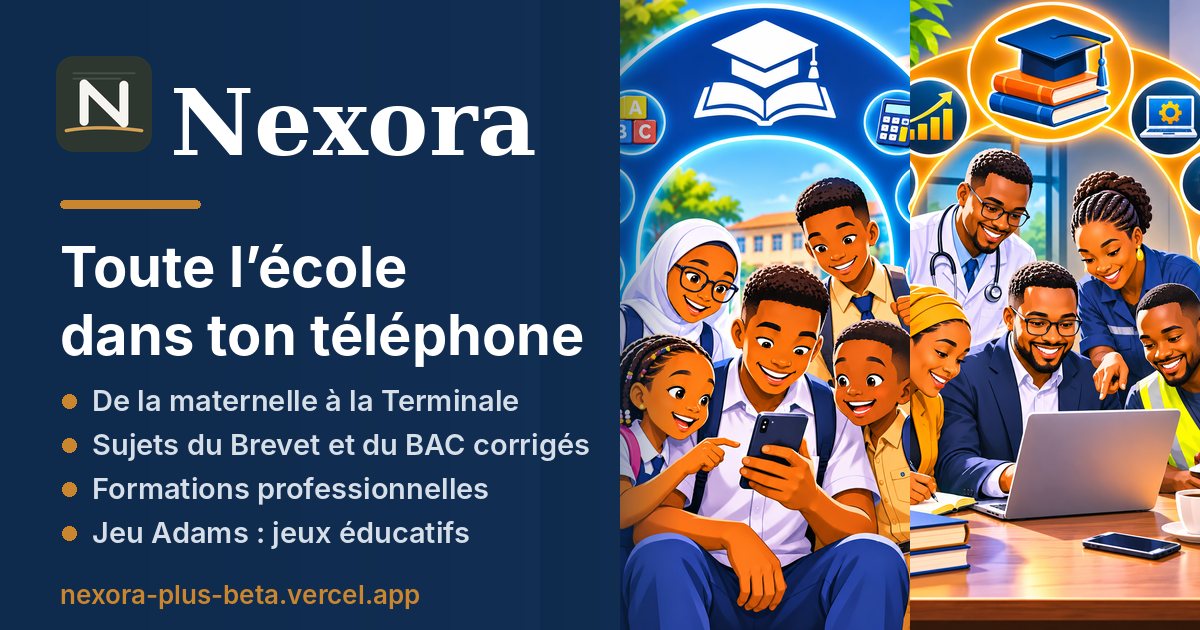 N
Nexora
Toute l’école
dans ton téléphone
De la maternelle à la Terminale
Sujets du Brevet et du BAC corrigés
Formations professionnelles
Jeu Adams : jeux éducatifs
nexora-plus-beta.vercel.app
A
B C